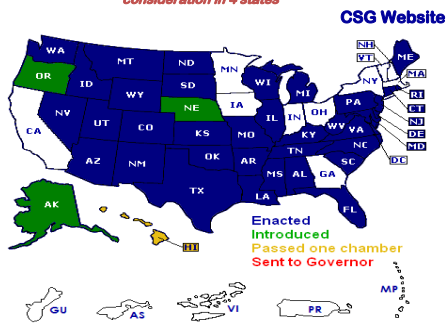 consideration in 4 states
CSG Website
WA
MT
ND
MN
OR
ID
WY
SD
WI
MI
NH
VT
ME
NY
MA
RI
CT
NJ
DE
MD
DC
IA
NE
NV
UT
CO
KS
MO
IL
IN
OH
PA
WV
VA
KY
CA
AZ
NM
OK
AR
TN
NC
SC
TX
LA
MS
AL
GA
FL
AK
HI
Enacted
Introduced
Passed one chamber
Sent to Governor
GU
AS
VI
PR
MP